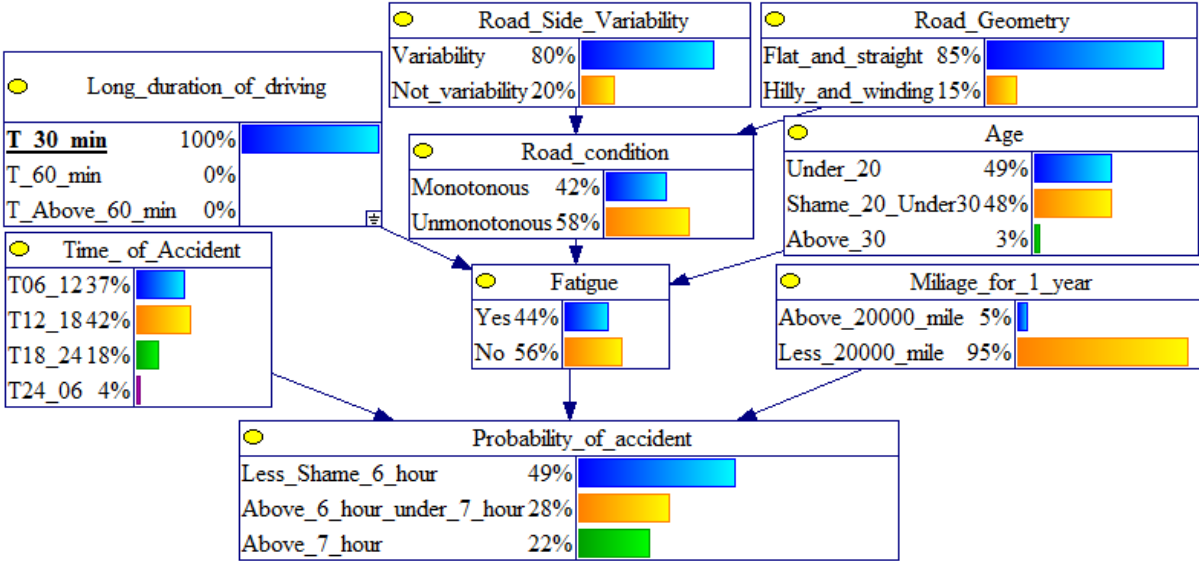 Road_Side_Variability
Variability 80%
Not_variability 20%
Road_Geometry
Flat_and_straight 85%
Hilly_and_winding 15%
Long_duration_of_driving
T_30_min 100%
T_60_min 0%
T_Above_60_min 0%
Road_condition
Monotonous 42%
Unmonotonous 58%
Age
Under_20 49%
Shame_20_Under30 48%
Above_30 3%
Time_ of_Accident
T06_12 37%
T12_18 42%
T18_24 18%
T24_06 4%
Fatigue
Yes 44%
No 56%
Miliage_for_1_year
Above_20000_mile 5%
Less_20000_mile 95%
Probability_of_accident
Less_Shame_6_hour 49%
Above_6_hour_under_7_hour 28%
Above_7_hour 22%